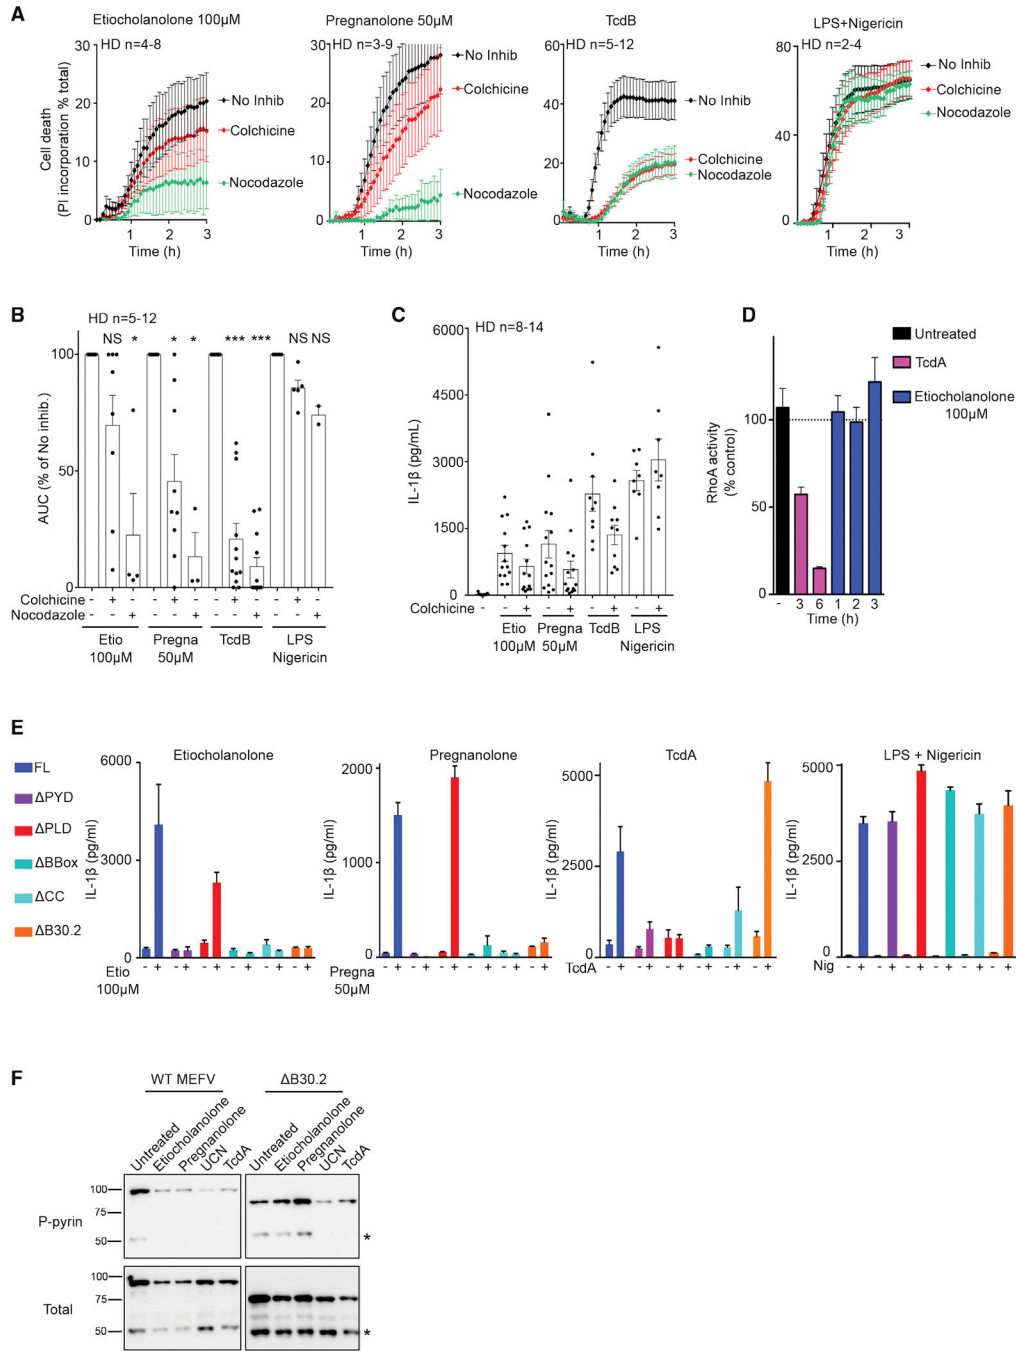 A
Etiocholanolone 100µM
Pregnanolone 50µM
TcdB
LPS+Nigericin
Cell death
(PI incorporation % total)
30
20
10
0
HD n=4-8
No Inhib
Colchicine
Nocodazole
1 2 3
Time (h)
30
20
10
0
HD n=3-9
No Inhib
Colchicine
Nocodazole
1 2 3
Time (h)
60
40
20
0
HD n=5-12
No Inhib
Colchicine
Nocodazole
1 2 3
Time (h)
80
40
0
HD n=2-4
No Inhib
Colchicine
Nocodazole
1 2 3
Time (h)
B
HD n=5-12
AUC (% of No inhib.)
100
50
0
NS * * * *** *** NS NS
Colchicine - + - - + - - + - - + -
Nocodazole - - + - - + - - + - - +
Etio
100µM
Pregna
50µM
TcdB
LPS
Nigericin
C
HD n=8-14
IL-1β (pg/mL)
6000
4500
3000
1500
0
Colchicine - - + - + - + - +
Etio
100µM
Pregna
50µM
TcdB
LPS
Nigericin
D
Untreated
TcdA
Etiocholanolone
100µM
RhoA activity
(% control)
100
50
0
- 3 6 1 2 3
Time (h)
E
FL
ΔPYD
ΔPLD
ΔBBox
ΔCC
ΔB30.2
Etiocholanolone
IL-1β (pg/ml)
6000
3000
0
Etio - + - + - + - + - + - +
100µM
Pregnanolone
IL-1β (pg/ml)
2000
1000
0
Pregna - + - + - + - + - + - +
50µM
TcdA
IL-1β (pg/ml)
5000
2500
0
TcdA - + - + - + - + - + - +
LPS + Nigericin
IL-1β (pg/ml)
5000
2500
0
Nig - + - + - + - + - + - +
F
WT MEFV
ΔB30.2
Untreated
Etiocholanolone
Pregnanolone
UCN
TcdA
Untreated
Etiocholanolone
Pregnanolone
UCN
TcdA
P-pyrin
100
75
50
*
Total
100
75
50
*